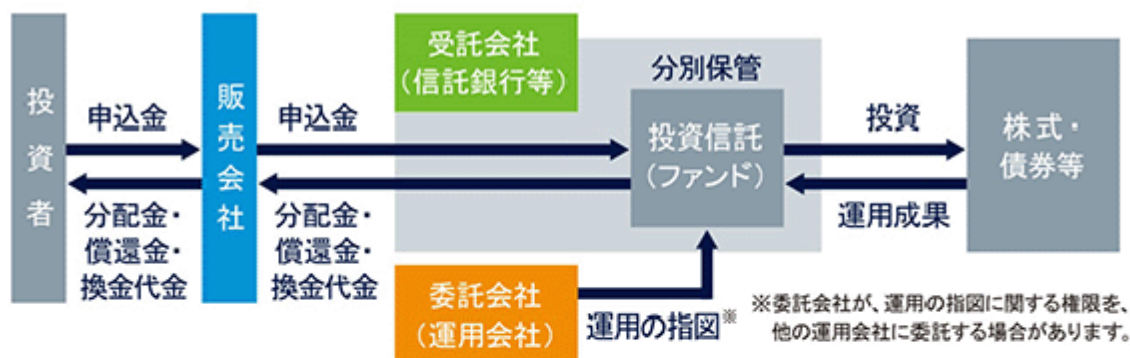 投資者
申込金
分配金・
償還金・
換金代金
販売会社
申込金
分配金・
償還金・
換金代金
受託会社
（信託銀行等）
分別保管
投資信託
（ファンド）
委託会社
（運用会社）
運用の指図※
投資
運用成果
株式・
債券等
※委託会社が、運用の指図に関する権限を、
他の運用会社に委託する場合があります。